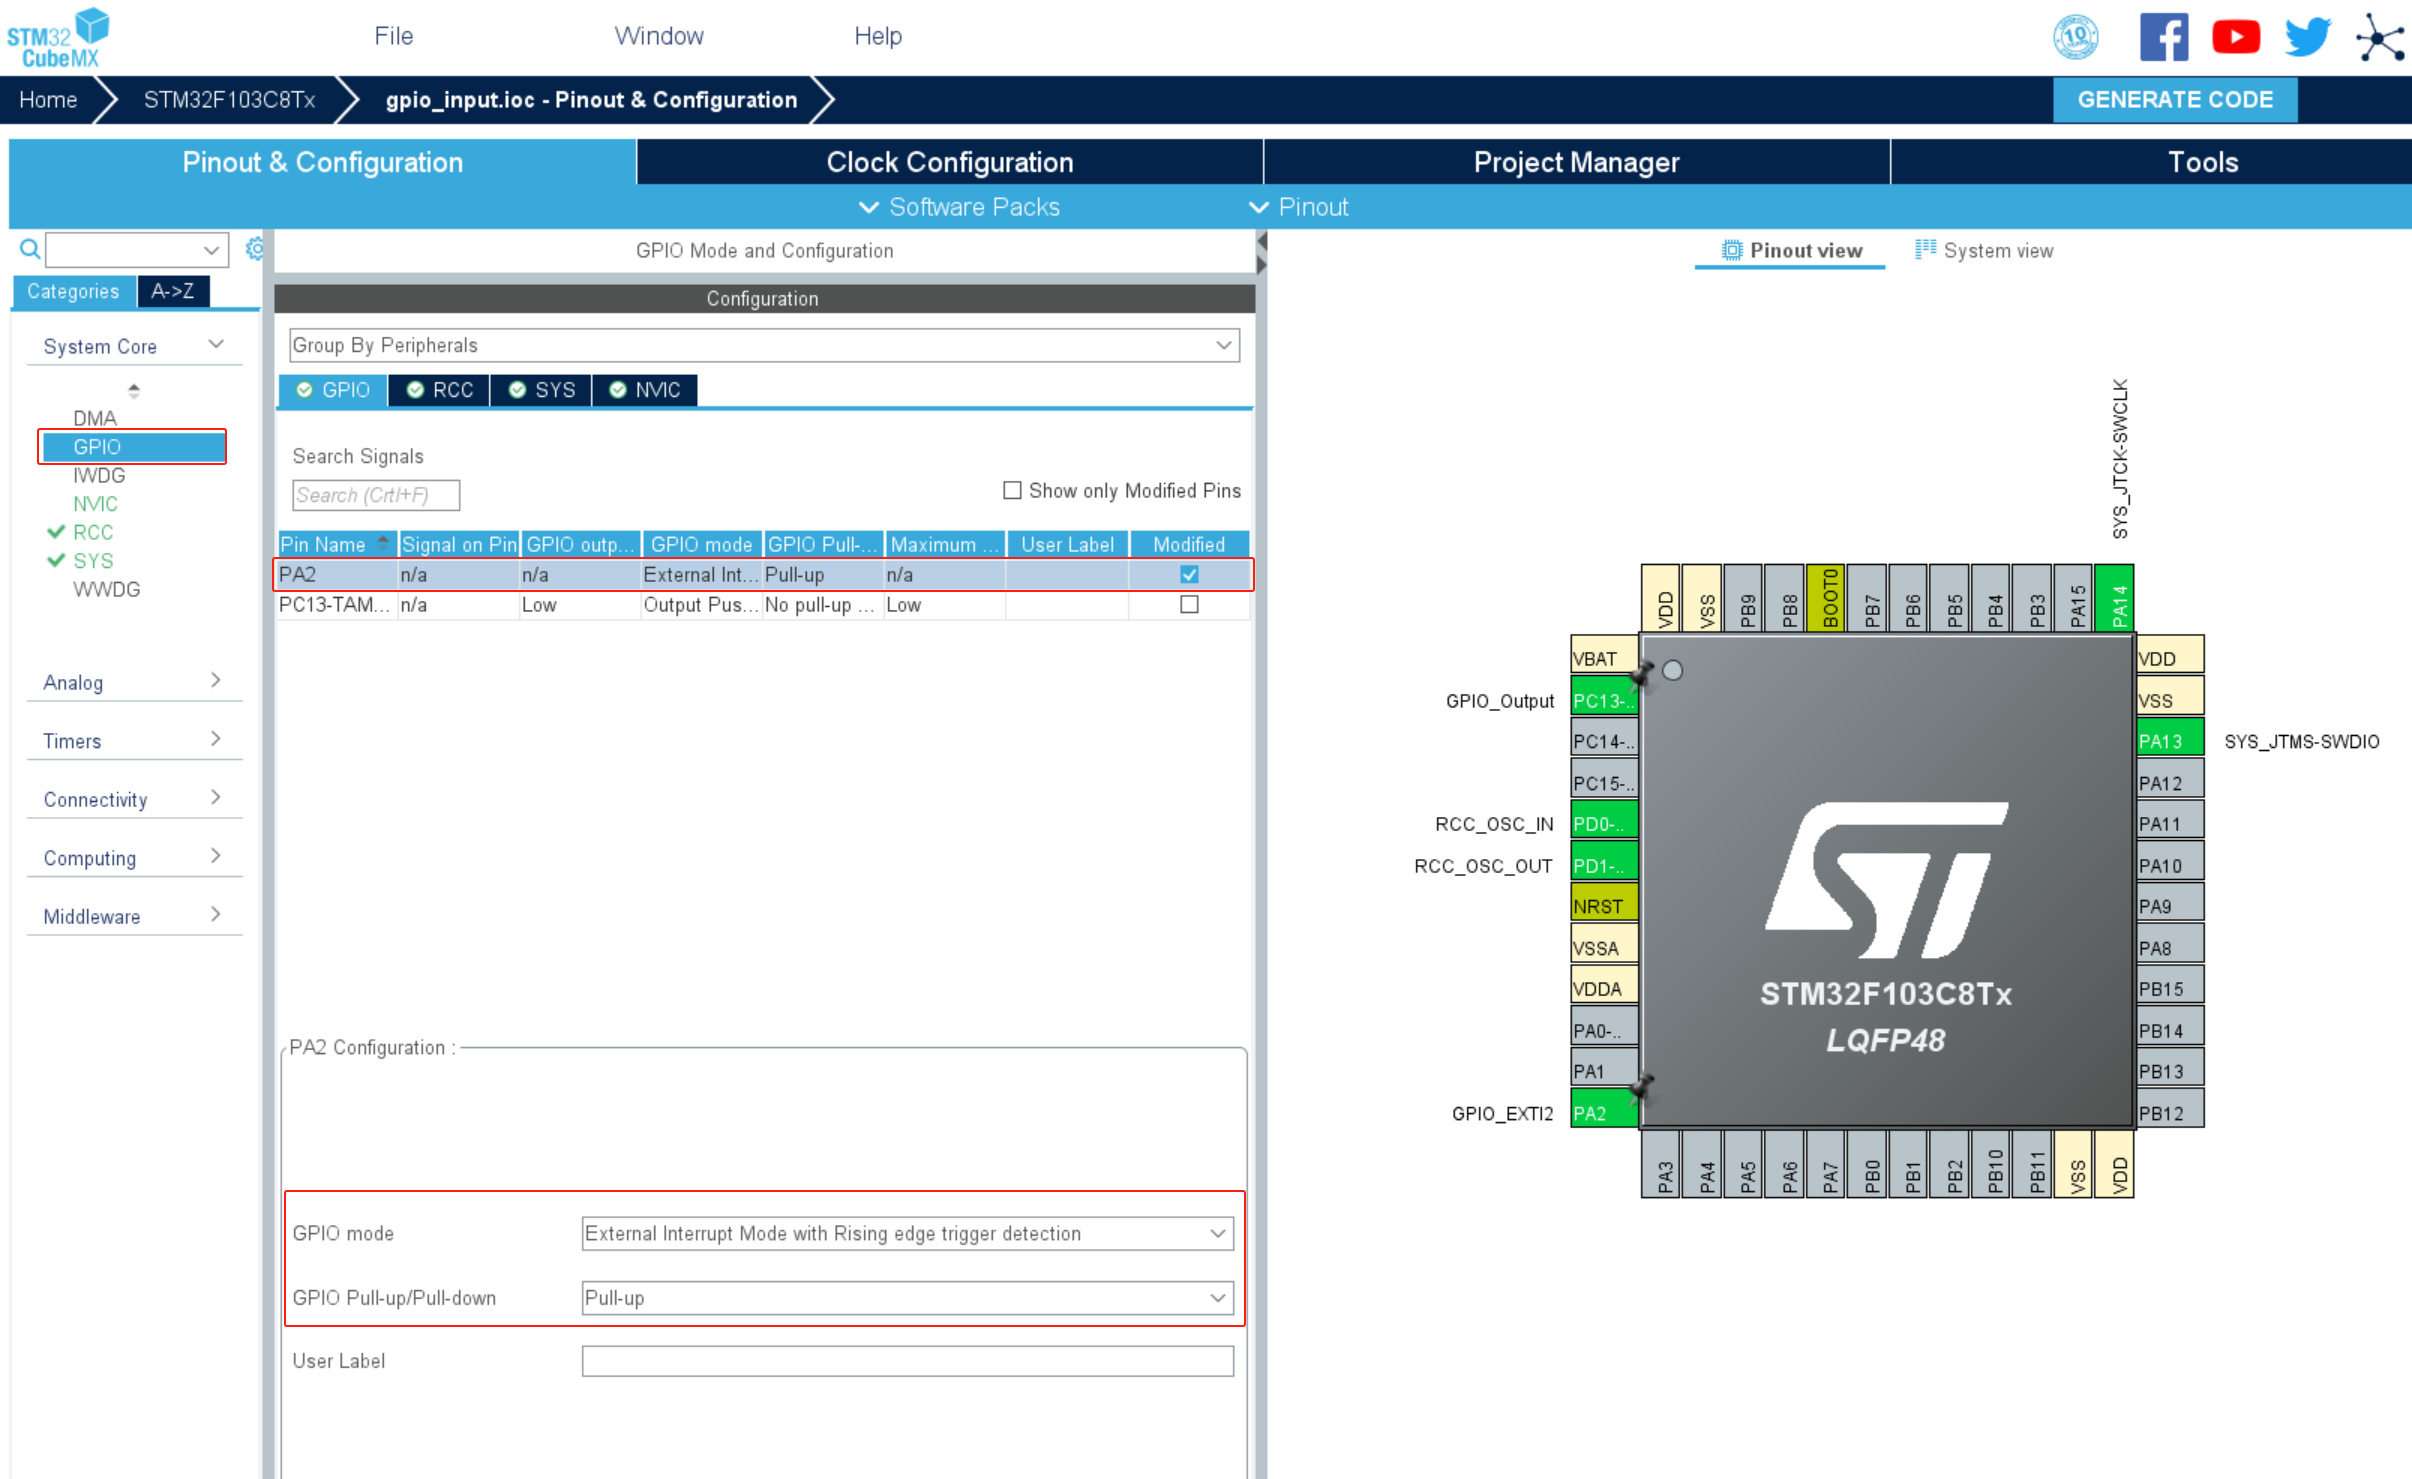 STM32
CubeMX
File
Window
Help
10
Home
STM32F103C8Tx
gpio_input.ioc - Pinout & Configuration
GENERATE CODE
Pinout & Configuration
Clock Configuration
Project Manager
Tools
Software Packs
Pinout
Categories
A->Z
System Core
DMA
GPIO
IWDG
NVIC
RCC
SYS
WWDG
Analog
Timers
Connectivity
Computing
Middleware
GPIO Mode and Configuration
Configuration
Group By Peripherals
GPIO
RCC
SYS
NVIC
Search Signals
Search (Crtl+F)
Show only Modified Pins
Pin Name Signal on Pin GPIO outp... GPIO mode GPIO Pull-... Maximum ... User Label Modified
PA2 n/a n/a External Int... Pull-up n/a
PC13-TAM... n/a Low Output Pus... No pull-up ... Low
PA2 Configuration :
GPIO mode
External Interrupt Mode with Rising edge trigger detection
GPIO Pull-up/Pull-down
Pull-up
User Label
Pinout view
System view
SYS_JTCK-SWCLK
VDD
VSS
PB9
PB8
BOOT0
PB7
PB6
PB5
PB4
PB3
PA15
PA14
VBAT
GPIO_Output
PC13-..
PC14-..
PC15-..
RCC_OSC_IN
PD0-..
RCC_OSC_OUT
PD1-..
NRST
VSSA
VDDA
PA0-..
PA1
GPIO_EXTI2
PA2
STM32F103C8Tx
LQFP48
VDD
VSS
PA13
SYS_JTMS-SWDIO
PA12
PA11
PA10
PA9
PA8
PB15
PB14
PB13
PB12
PA3
PA4
PA5
PA6
PA7
PB0
PB1
PB2
PB10
PB11
VSS
VDD